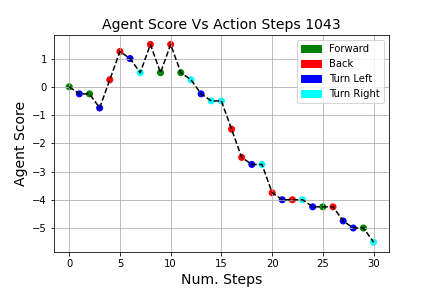 Agent Score Vs Action Steps 1043
Forward
Back
Turn Left
Turn Right
1
0
−1
−2
−3
−4
−5
Agent Score
0 5 10 15 20 25 30
Num. Steps